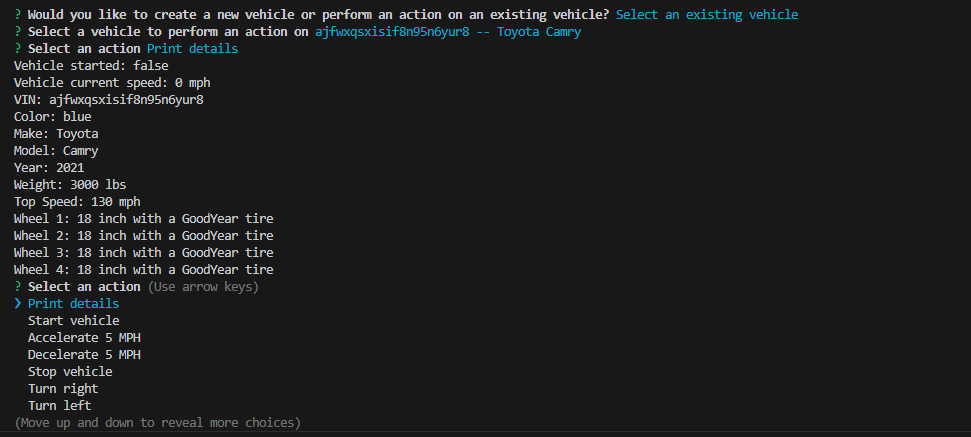 ? Would you like to create a new vehicle or perform an action on an existing vehicle? Select an existing vehicle
? Select a vehicle to perform an action on ajfwxqsxisif8n95n6yur8 -- Toyota Camry
? Select an action Print details
Vehicle started: false
Vehicle current speed: 0 mph
VIN: ajfwxqsxisif8n95n6yur8
Color: blue
Make: Toyota
Model: Camry
Year: 2021
Weight: 3000 lbs
Top Speed: 130 mph
Wheel 1: 18 inch with a GoodYear tire
Wheel 2: 18 inch with a GoodYear tire
Wheel 3: 18 inch with a GoodYear tire
Wheel 4: 18 inch with a GoodYear tire
? Select an action (Use arrow keys)
❯ Print details
Start vehicle
Accelerate 5 MPH
Decelerate 5 MPH
Stop vehicle
Turn right
Turn left
(Move up and down to reveal more choices)